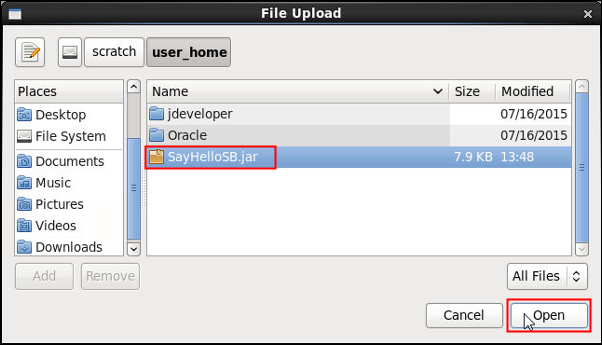 File Upload
scratch user_home
Places
Desktop
File System
Documents
Music
Pictures
Videos
Downloads
Name Size Modified
jdeveloper 07/16/2015
Oracle 07/16/2015
SayHelloSB.jar 7.9 KB 13:48
Add Remove
All Files
Cancel Open